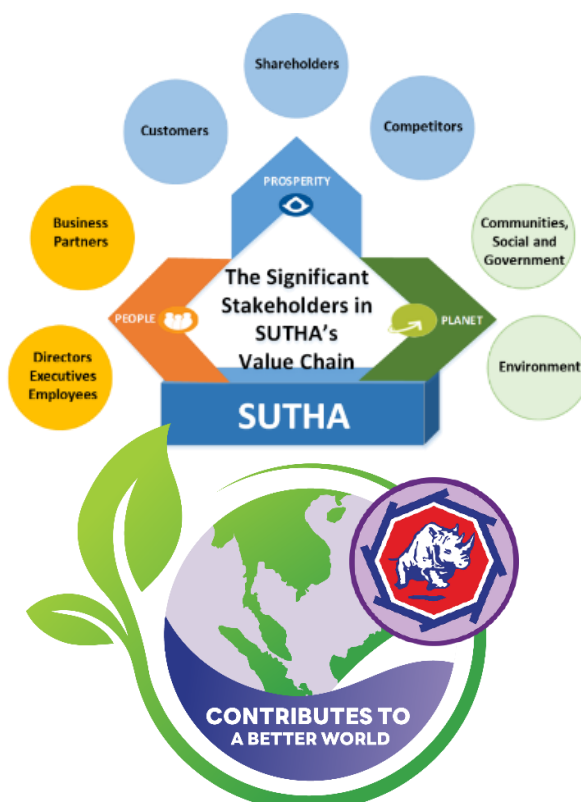 Shareholders
Customers
Competitors
PROSPERITY
Business
Partners
Communities,
Social and
Government
The Significant
Stakeholders in
SUTHA's
Value Chain
PEOPLE
PLANET
Directors
Executives
Employees
Environment
SUTHA
CONTRIBUTES TO
A BETTER WORLD